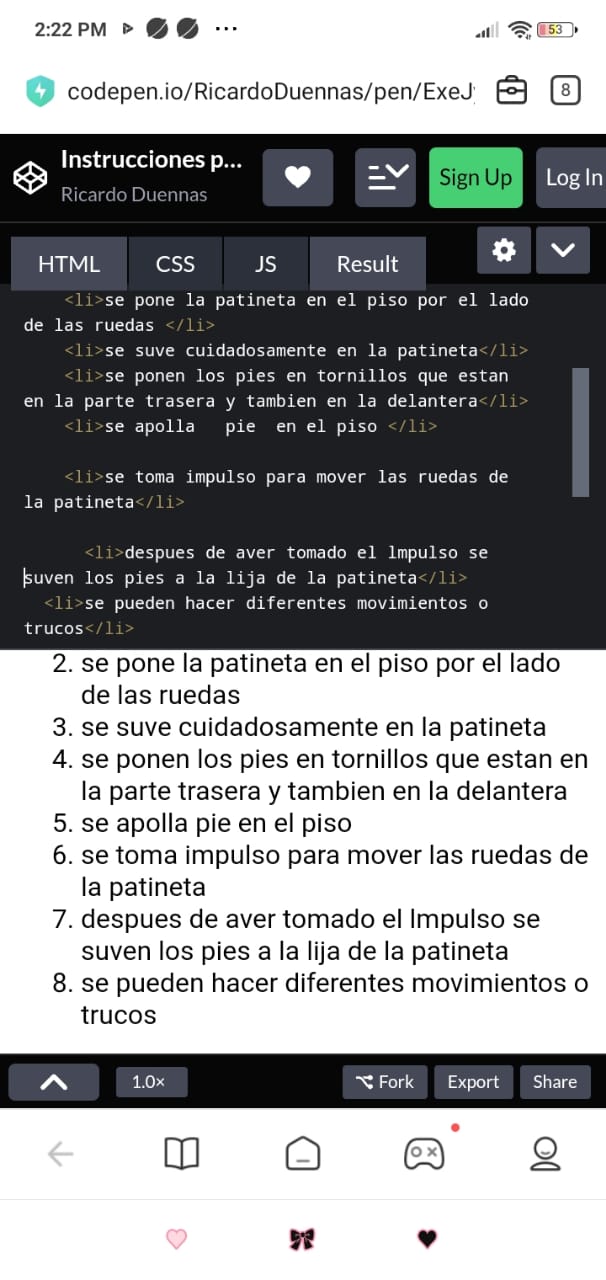 2:22 PM
53
codepen.io/RicardoDuennas/pen/ExeJ
8
Instrucciones p...
Ricardo Duennas
Sign Up
Log In
HTML CSS JS Result
<li>se pone la patineta en el piso por el lado
de las ruedas </li>
<li>se suve cuidadosamente en la patineta</li>
<li>se ponen los pies en tornillos que estan
en la parte trasera y tambien en la delantera</li>
<li>se apolla   pie  en el piso </li>
<li>se toma impulso para mover las ruedas de
la patineta</li>
<li>despues de aver tomado el lmpulso se
suven los pies a la lija de la patineta</li>
<li>se pueden hacer diferentes movimientos o
trucos</li>
2. se pone la patineta en el piso por el lado
de las ruedas
3. se suve cuidadosamente en la patineta
4. se ponen los pies en tornillos que estan en
la parte trasera y tambien en la delantera
5. se apolla pie en el piso
6. se toma impulso para mover las ruedas de
la patineta
7. despues de aver tomado el lmpulso se
suven los pies a la lija de la patineta
8. se pueden hacer diferentes movimientos o
trucos
1.0×
Fork
Export
Share